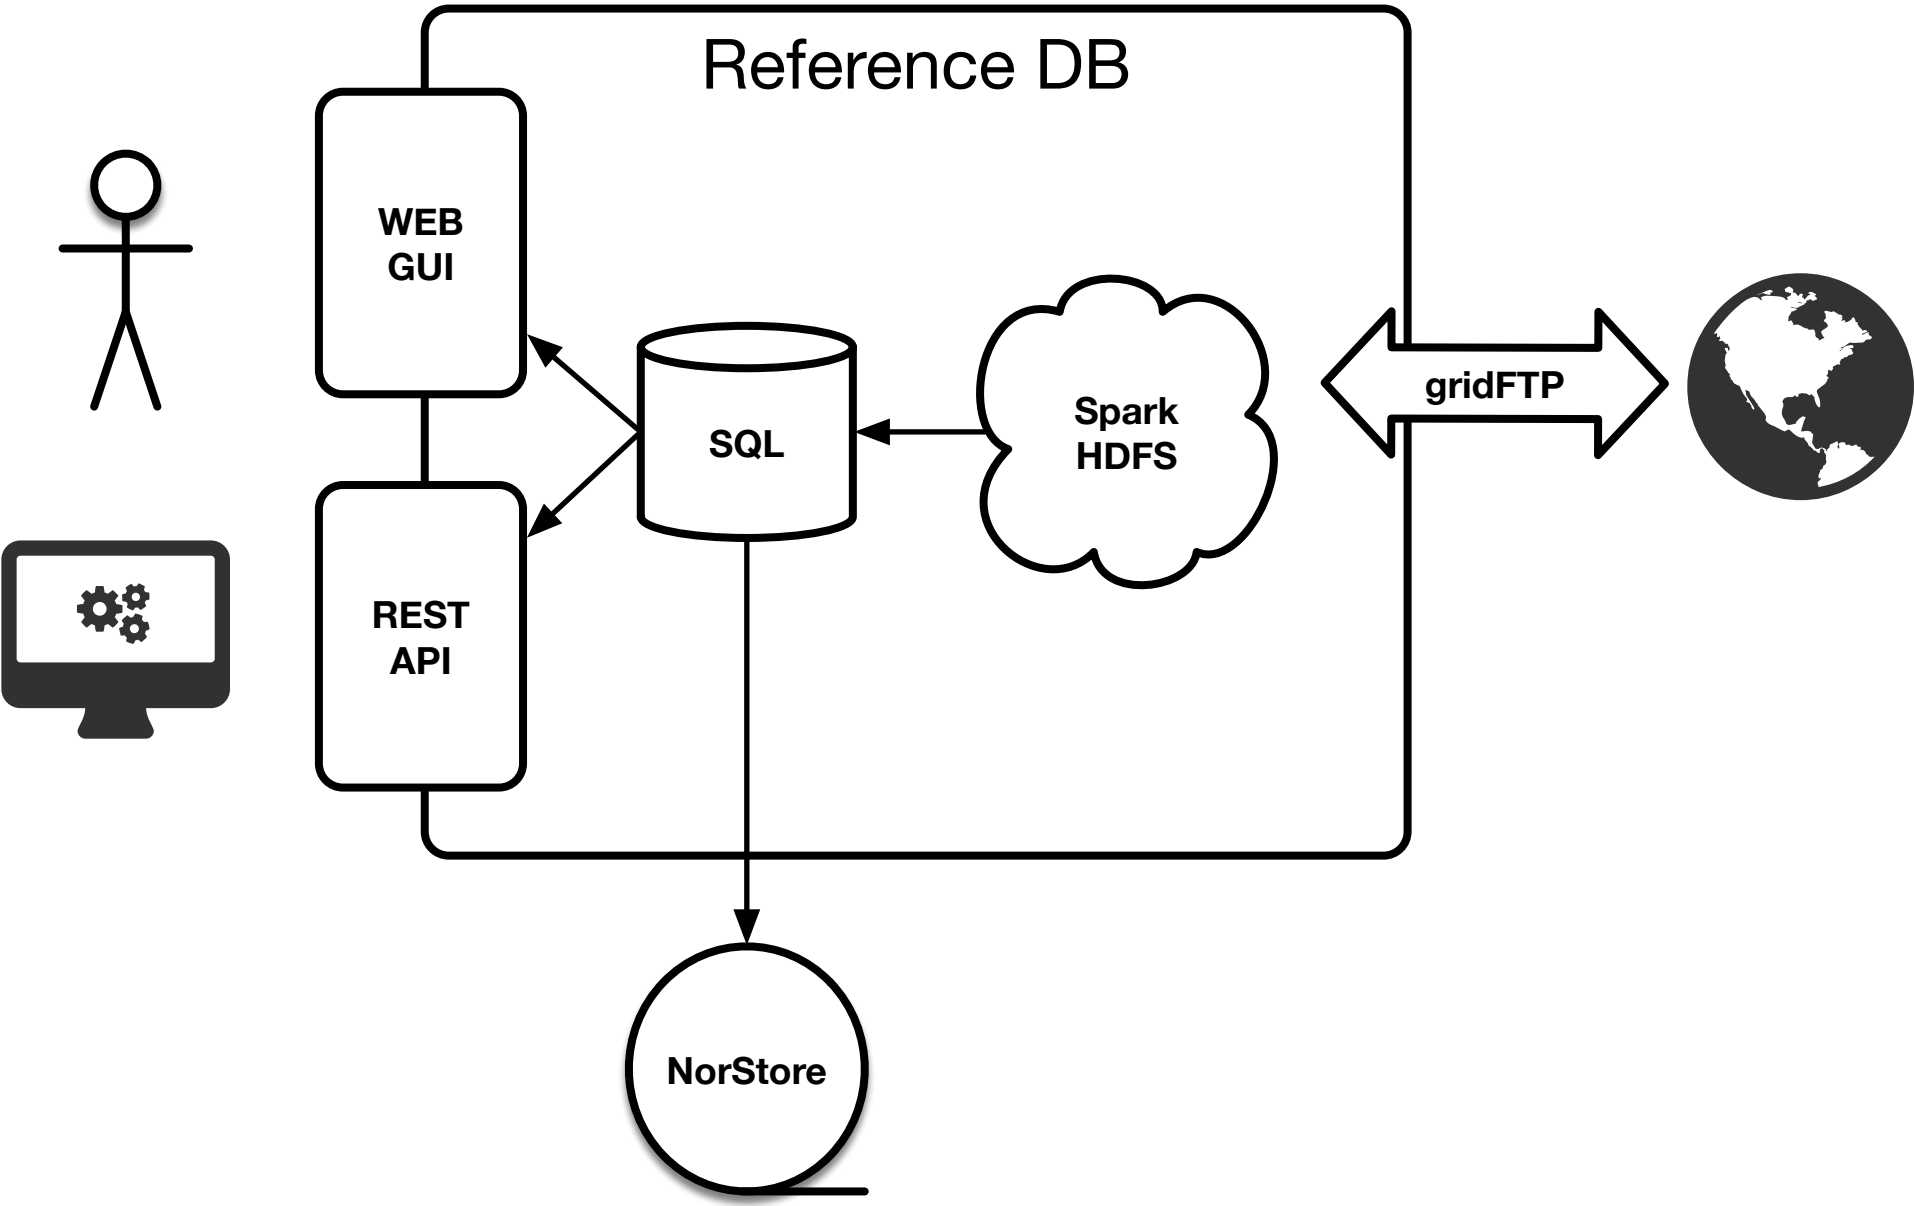 Reference DB
WEB
GUI
SQL
Spark
HDFS
gridFTP
REST
API
NorStore